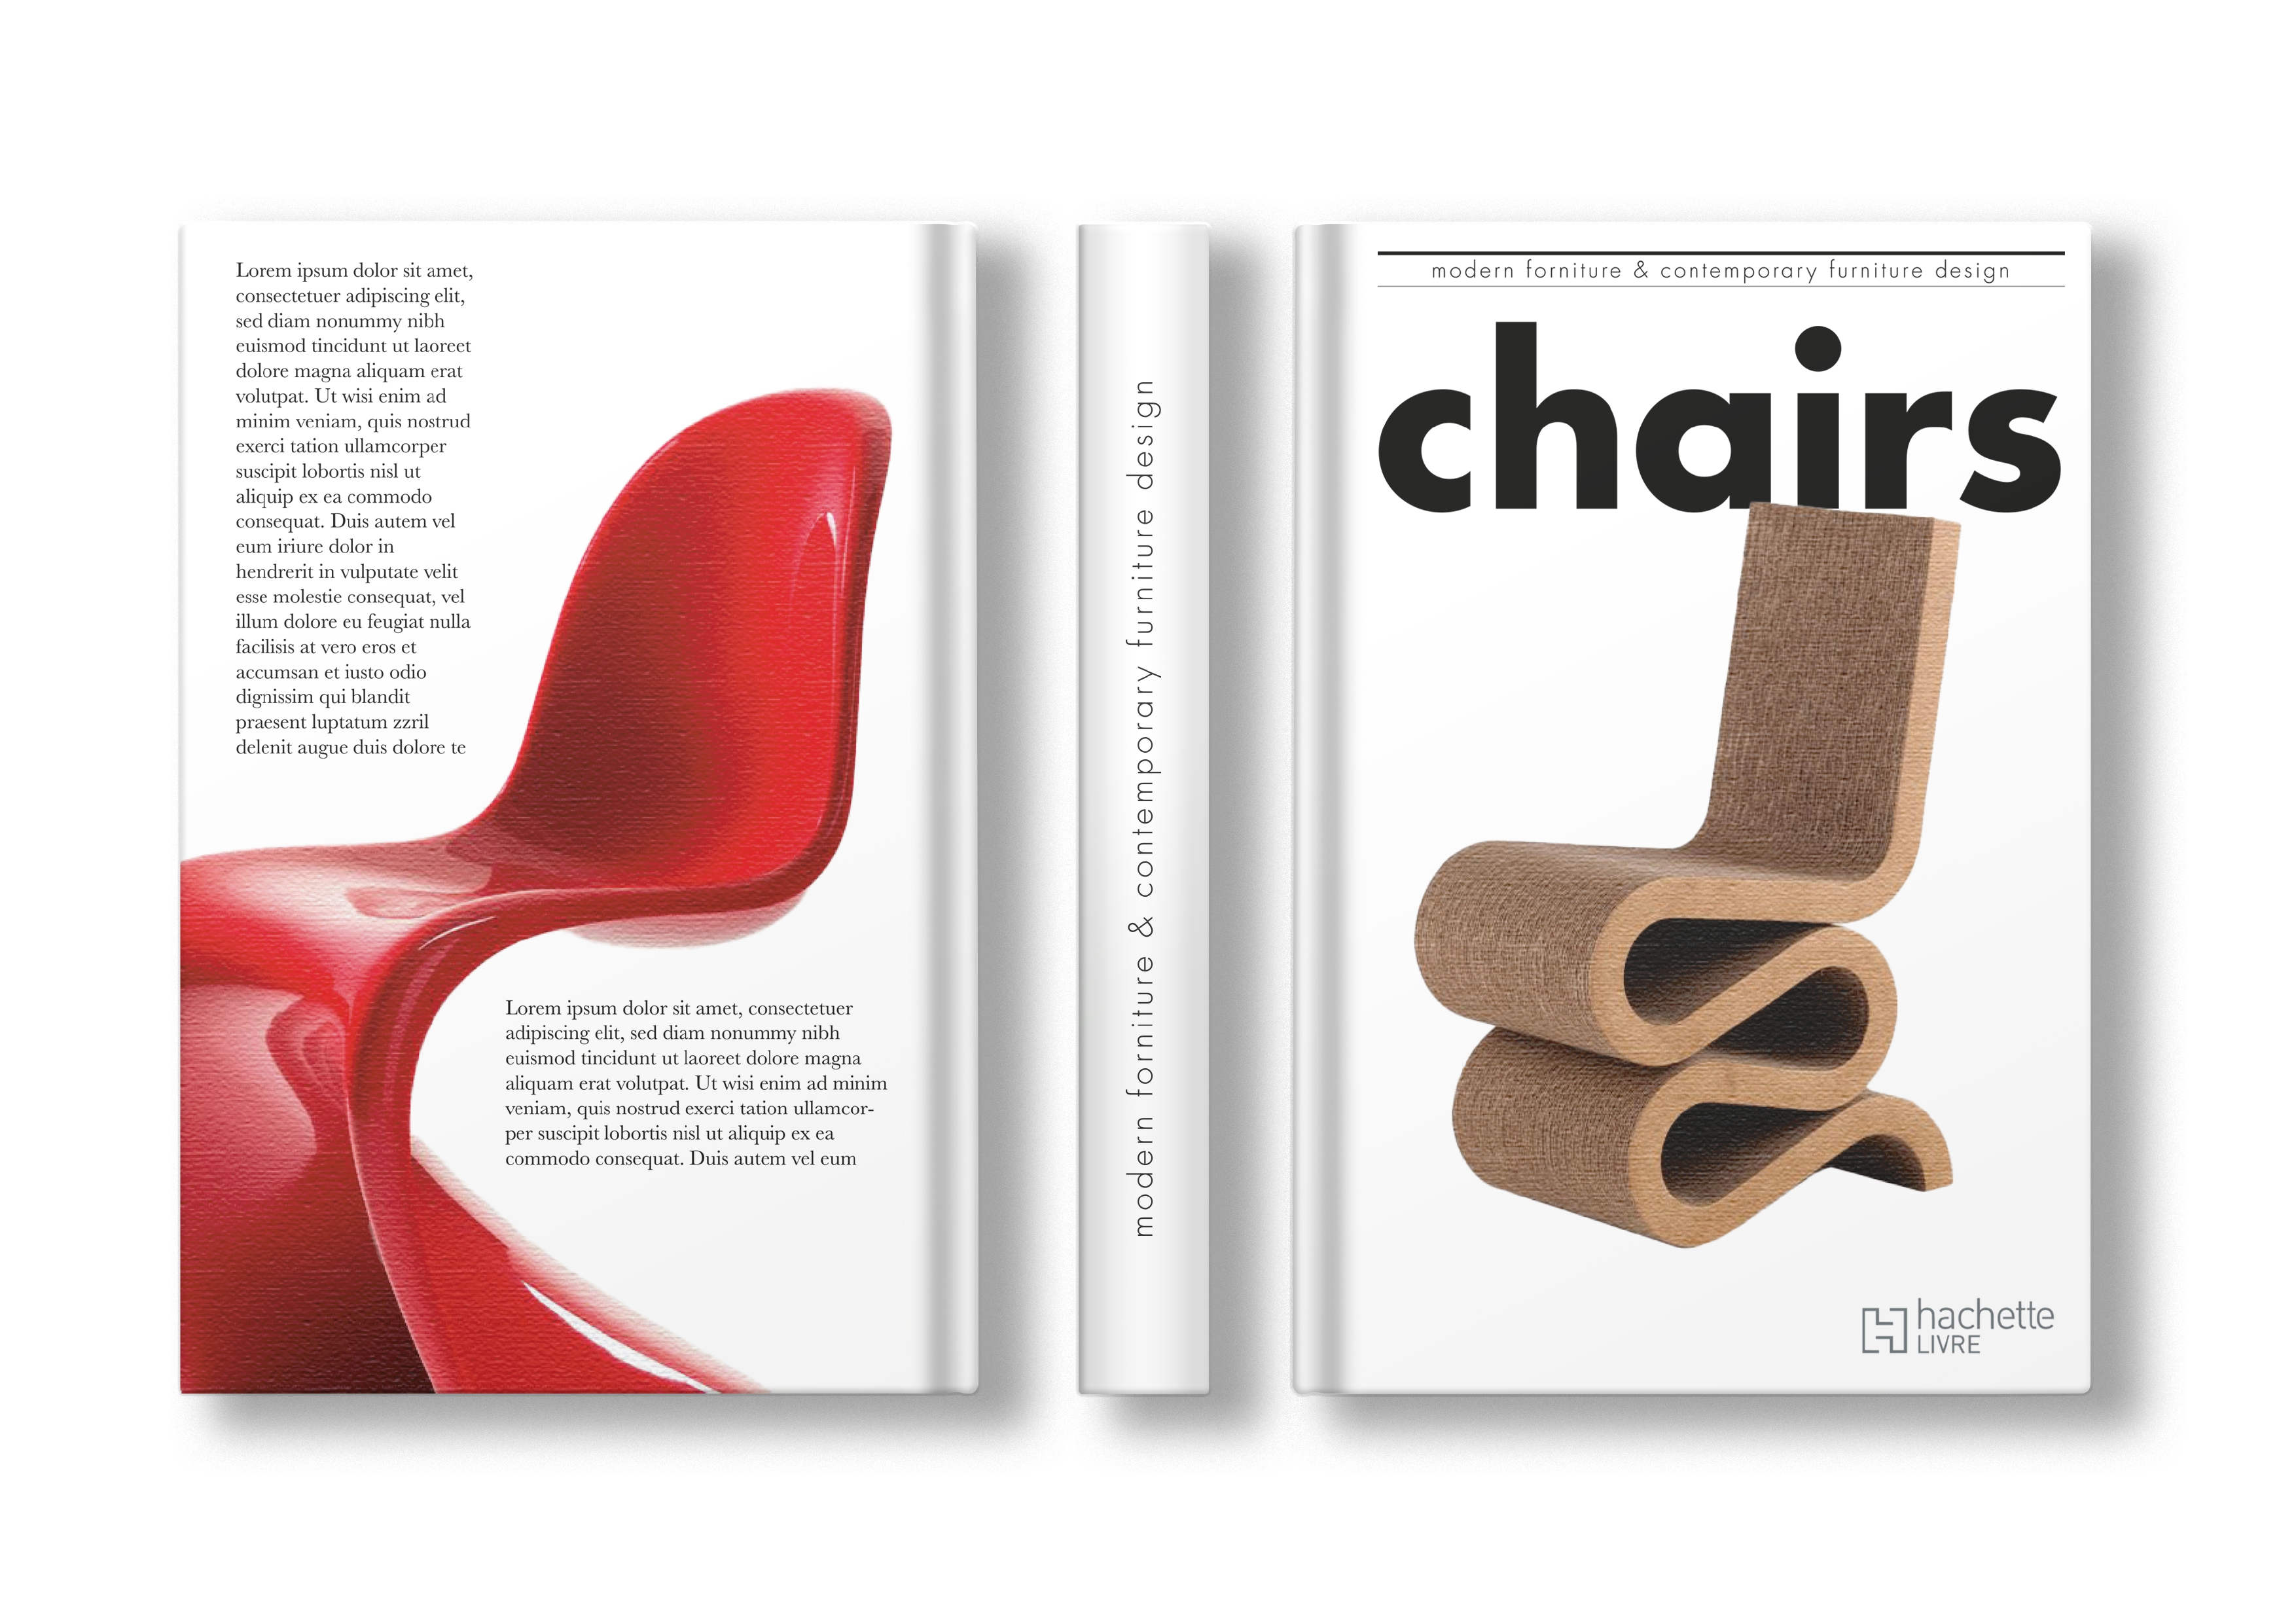 Lorem ipsum dolor sit amet,
consectetuer adipiscing elit,
sed diam nonummy nibh
euismod tincidunt ut laoreet
dolore magna aliquam erat
volutpat. Ut wisi enim ad
minim veniam, quis nostrud
exerci tation ullamcorper
suscipit lobortis nisl ut
aliquip ex ea commodo
consequat. Duis autem vel
eum iriure dolor in
hendrerit in vulputate velit
esse molestie consequat, vel
illum dolore eu feugiat nulla
facilisis at vero eros et
accumsan et iusto odio
dignissim qui blandit
praesent luptatum zzril
delenit augue duis dolore te
Lorem ipsum dolor sit amet, consectetuer
adipiscing elit, sed diam nonummy nibh
euismod tincidunt ut laoreet dolore magna
aliquam erat volutpat. Ut wisi enim ad minim
veniam, quis nostrud exerci tation ullamcor-
per suscipit lobortis nisl ut aliquip ex ea
commodo consequat. Duis autem vel eum
modern forniture & contemporary furniture design
modern forniture & contemporary furniture design
chairs
hachette
LIVRE